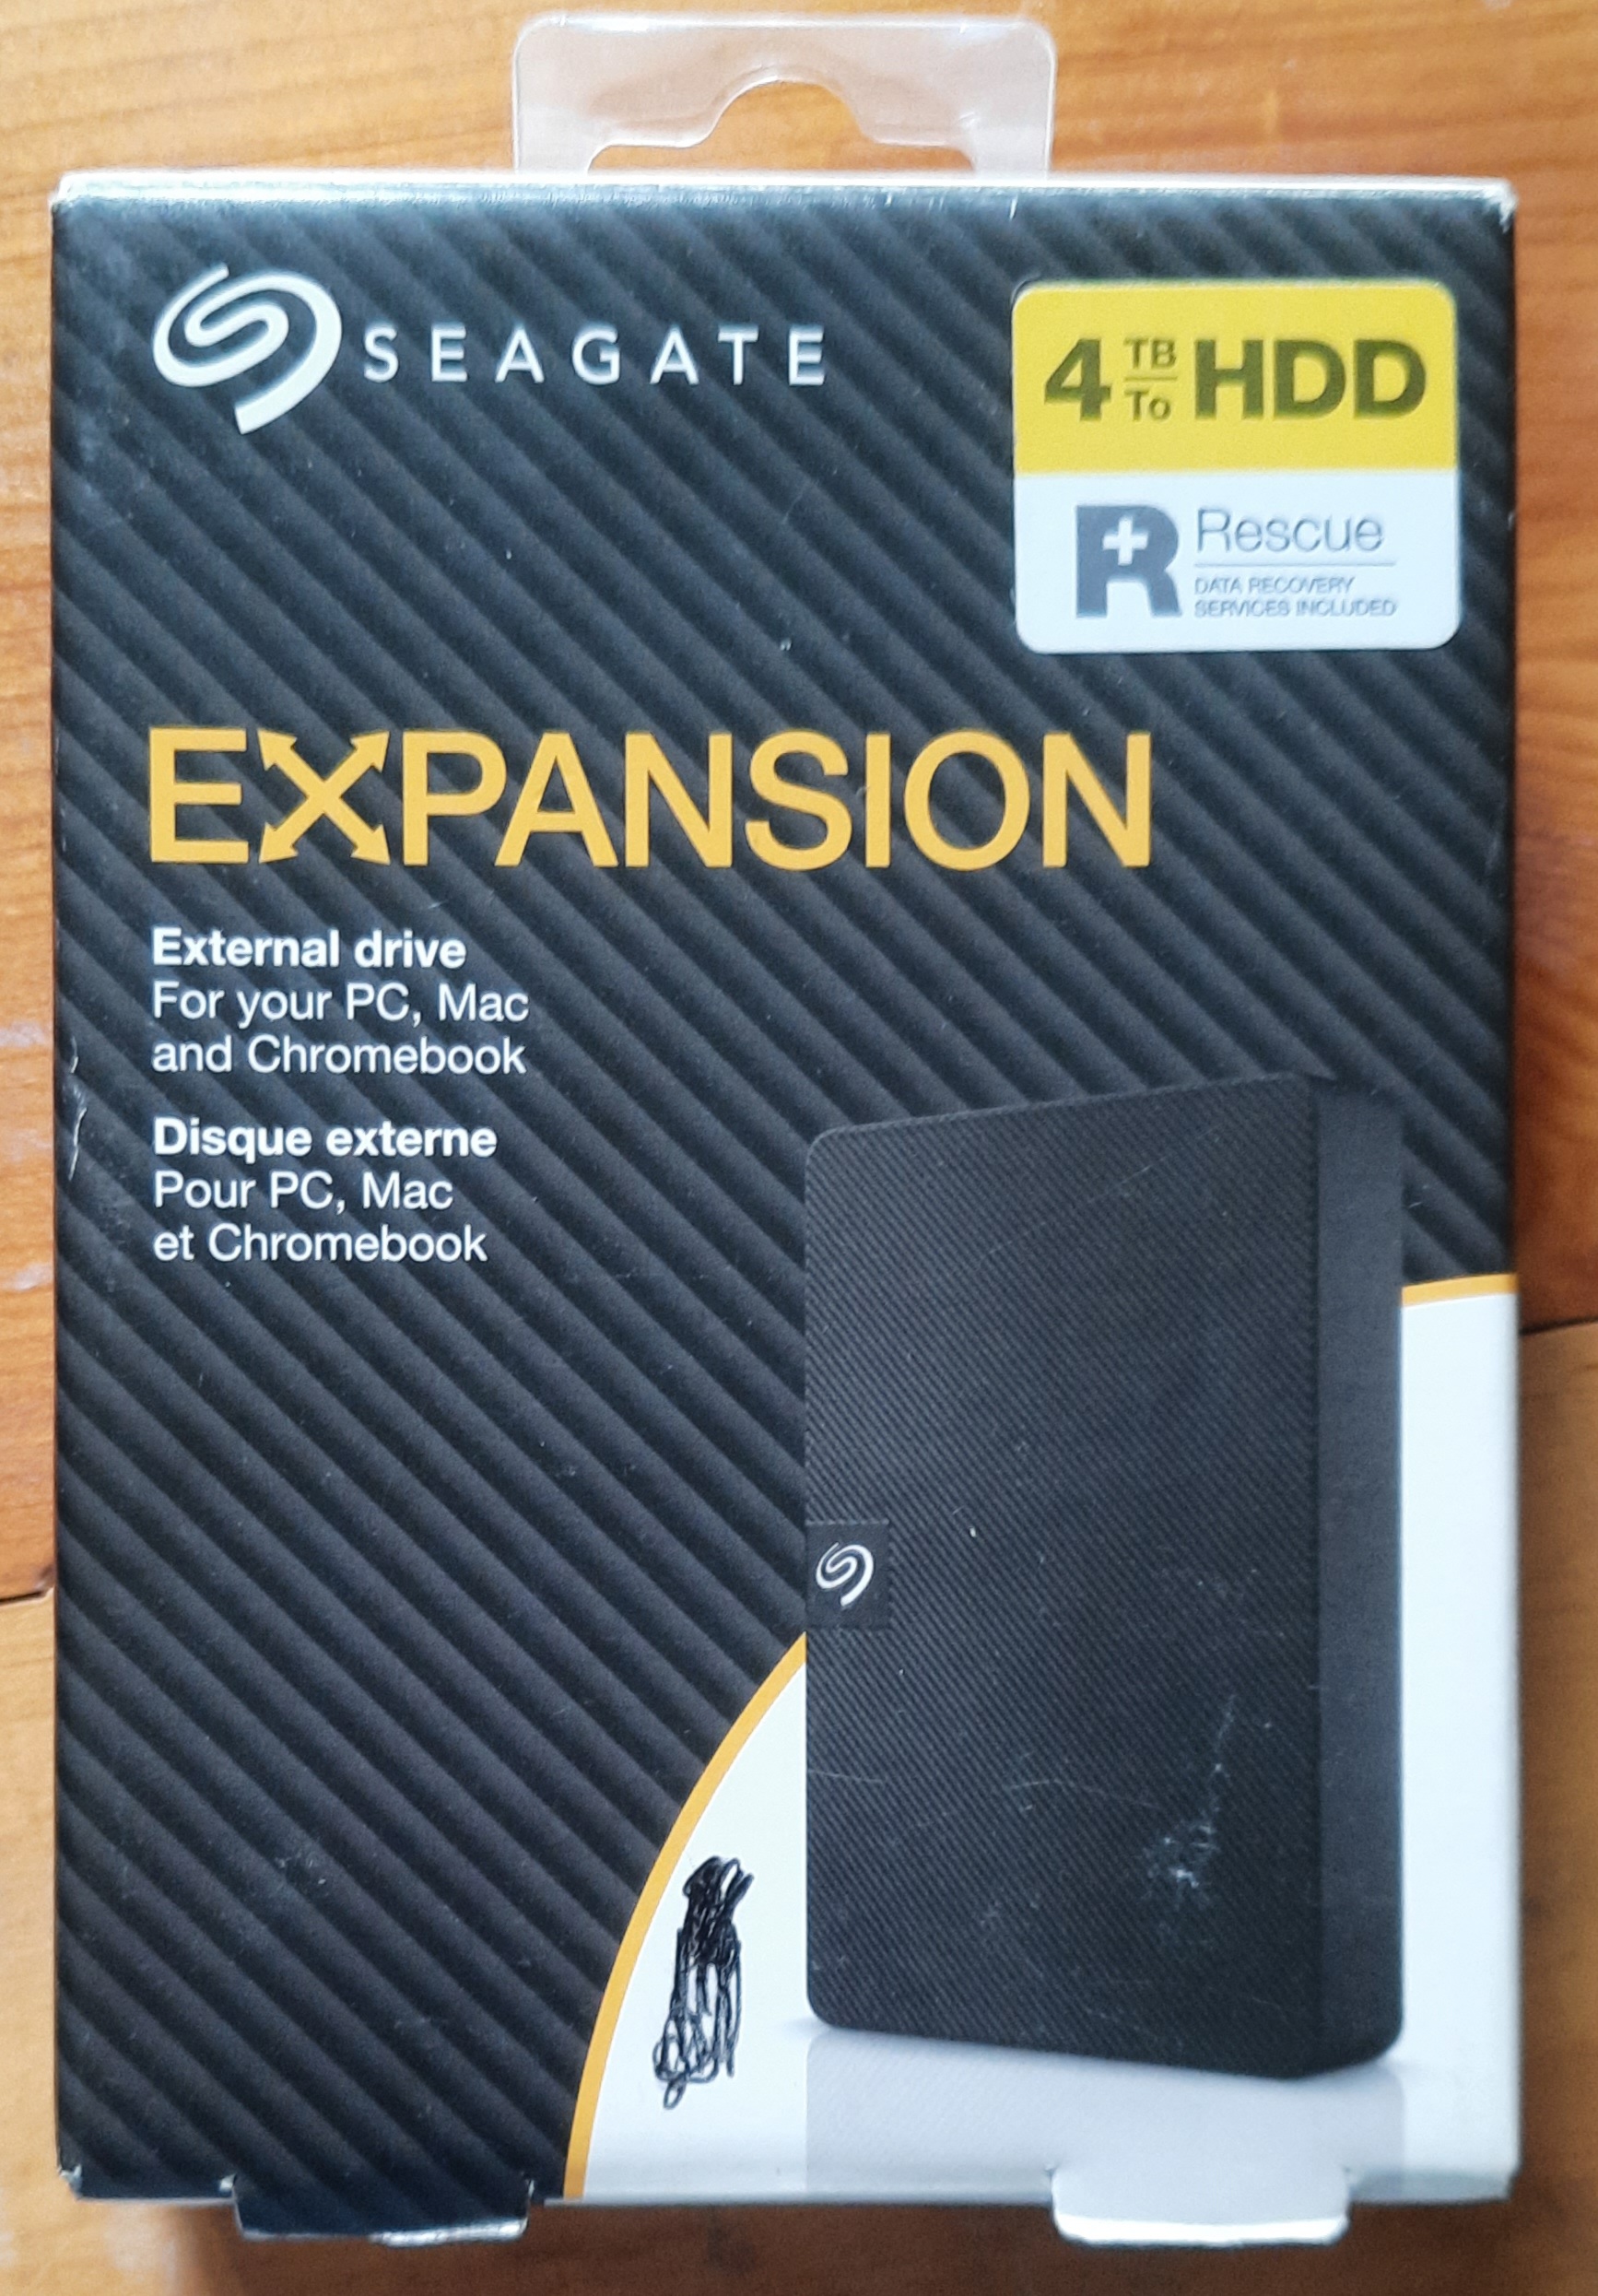 SEAGATE
4 TB To HDD
Rescue
DATA RECOVERY
SERVICES INCLUDED
EXPANSION
External drive
For your PC, Mac
and Chromebook
Disque externe
Pour PC, Mac
et Chromebook